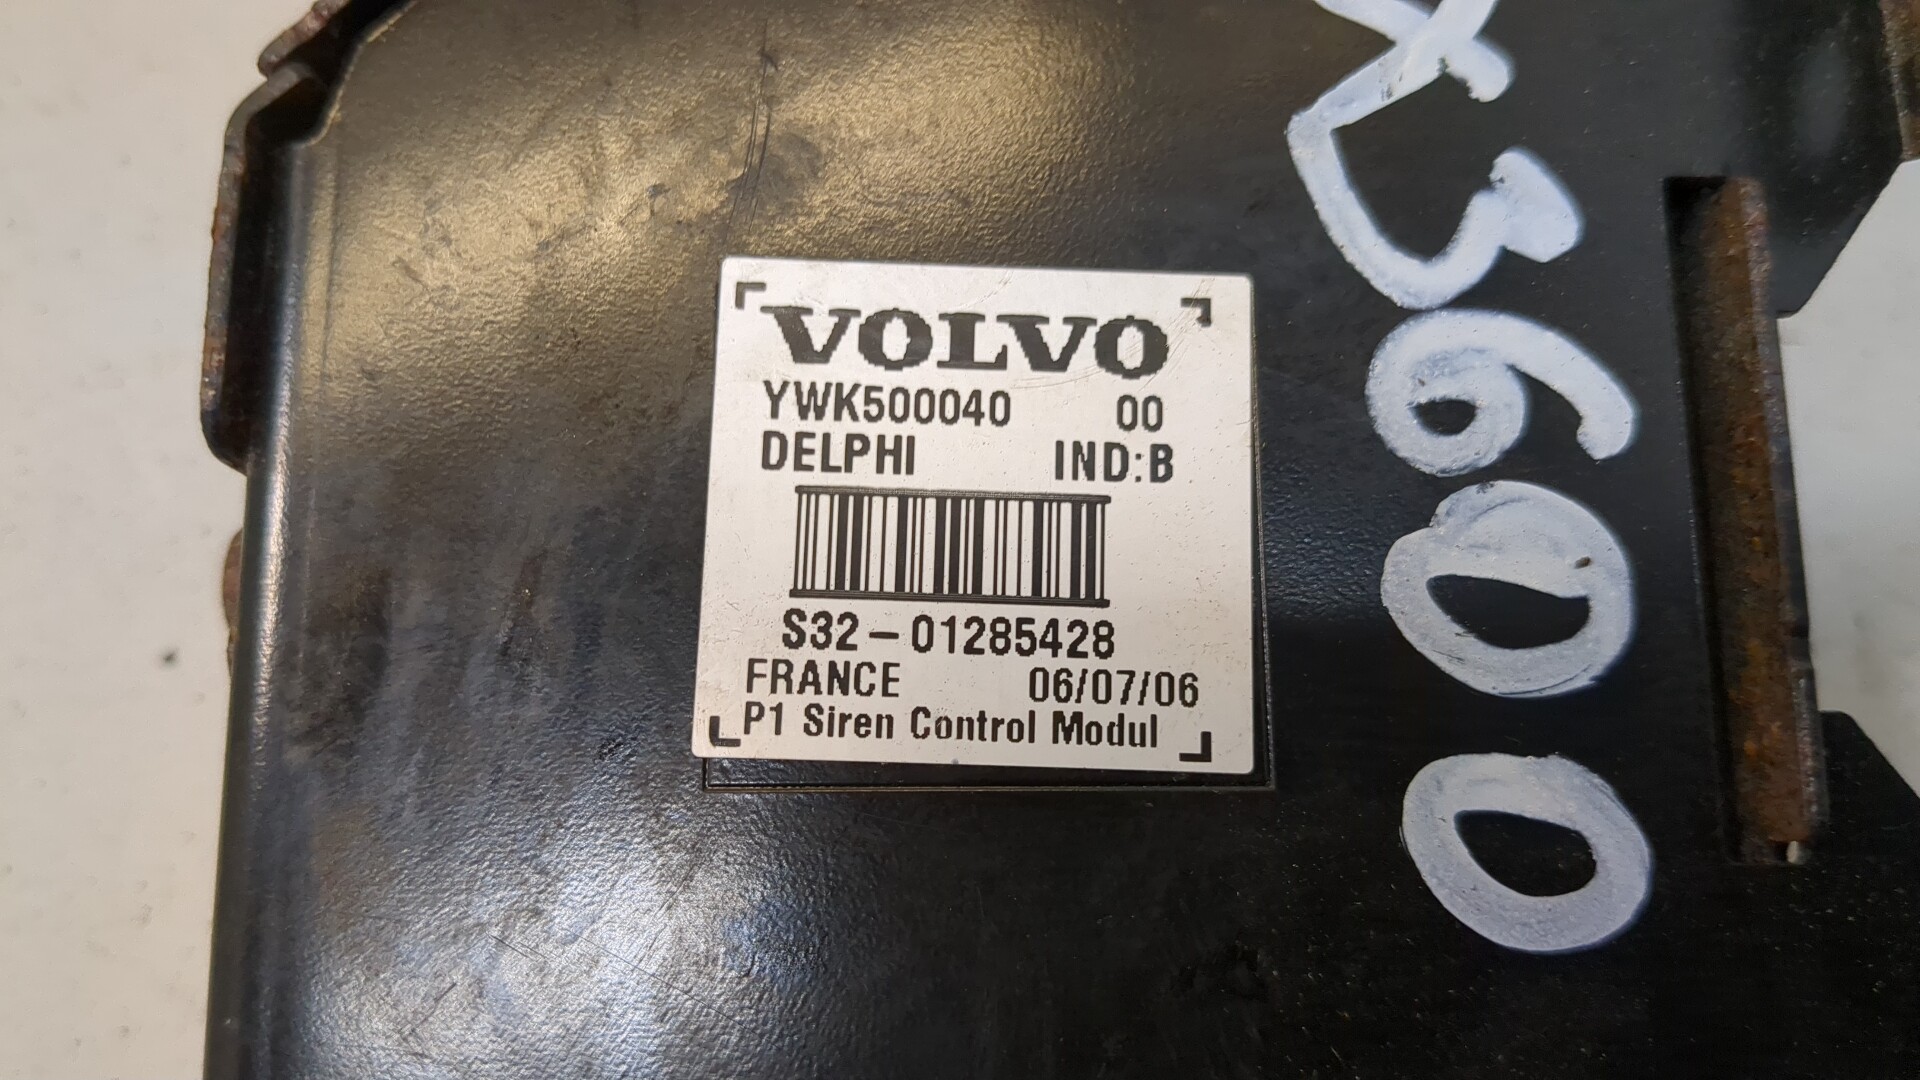 VOLVO
YWK500040 00
DELPHI IND:B
S32-01285428
FRANCE 06/07/06
P1 Siren Control Modul
3600